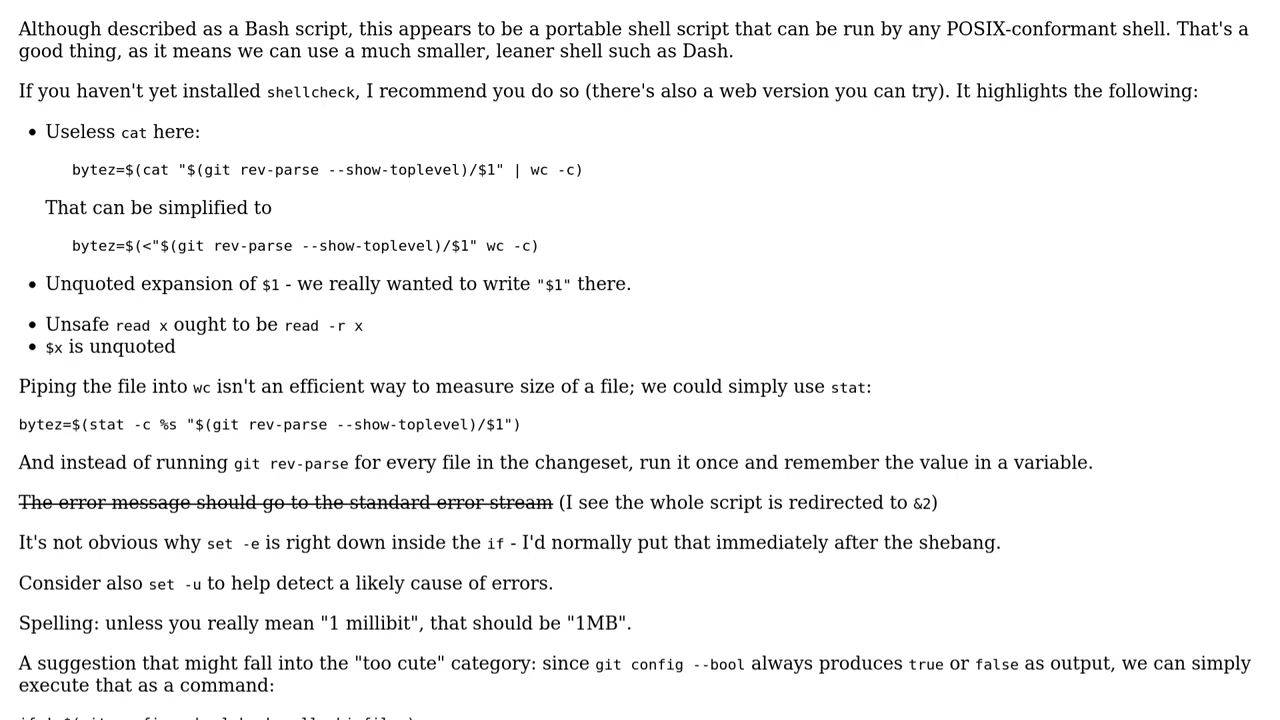 Although described as a Bash script, this appears to be a portable shell script that can be run by any POSIX-conformant shell. That's a
good thing, as it means we can use a much smaller, leaner shell such as Dash.
If you haven't yet installed shellcheck, I recommend you do so (there's also a web version you can try). It highlights the following:
• Useless cat here:
bytez=$(cat "$(git rev-parse --show-toplevel)/$1" | wc -c)
That can be simplified to
bytez=$(<"$(git rev-parse --show-toplevel)/$1" wc -c)
• Unquoted expansion of $1 - we really wanted to write "$1" there.
• Unsafe read x ought to be read -r x
• $x is unquoted
Piping the file into wc isn't an efficient way to measure size of a file; we could simply use stat:
bytez=$(stat -c %s "$(git rev-parse --show-toplevel)/$1")
And instead of running git rev-parse for every file in the changeset, run it once and remember the value in a variable.
The error message should go to the standard error stream (I see the whole script is redirected to &2)
It's not obvious why set -e is right down inside the if - I'd normally put that immediately after the shebang.
Consider also set -u to help detect a likely cause of errors.
Spelling: unless you really mean "1 millibit", that should be "1MB".
A suggestion that might fall into the "too cute" category: since git config --bool always produces true or false as output, we can simply
execute that as a command: